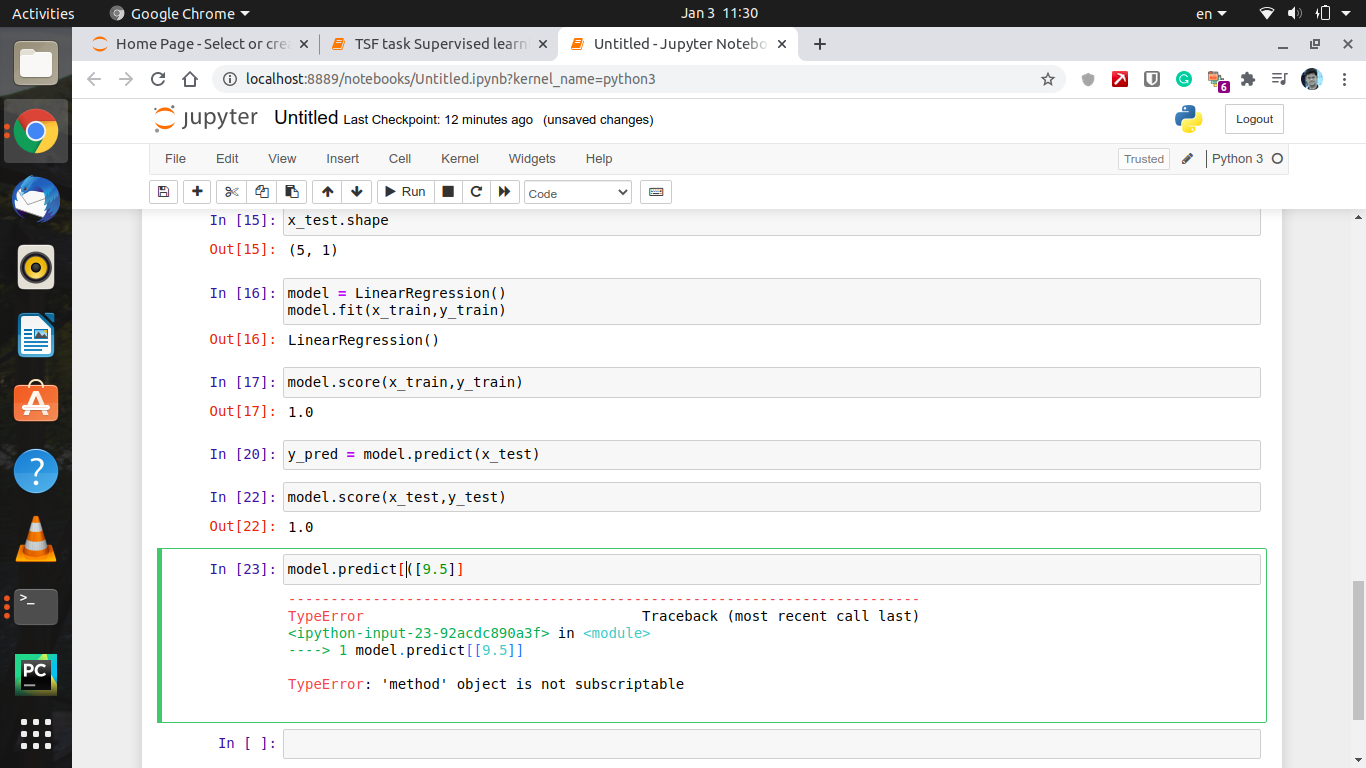 Activities Google Chrome Jan 3 11:30 en
Home Page - Select or crea TSF task Supervised learn Untitled - Jupyter Notebo
localhost:8889/notebooks/Untitled.ipynb?kernel_name=python3
6
jupyter Untitled Last Checkpoint: 12 minutes ago (unsaved changes)
Logout
File Edit View Insert Cell Kernel Widgets Help Trusted Python 3
Run Code
In [15]: x_test.shape
Out[15]: (5, 1)
In [16]: model = LinearRegression()
model.fit(x_train,y_train)
Out[16]: LinearRegression()
In [17]: model.score(x_train,y_train)
Out[17]: 1.0
In [20]: y_pred = model.predict(x_test)
In [22]: model.score(x_test,y_test)
Out[22]: 1.0
In [23]: model.predict[([9.5]]
---------------------------------------------------------------------------
TypeError Traceback (most recent call last)
<ipython-input-23-92acdc890a3f> in <module>
----> 1 model.predict[[9.5]]
TypeError: 'method' object is not subscriptable
In [ ]:
?
>_
PC